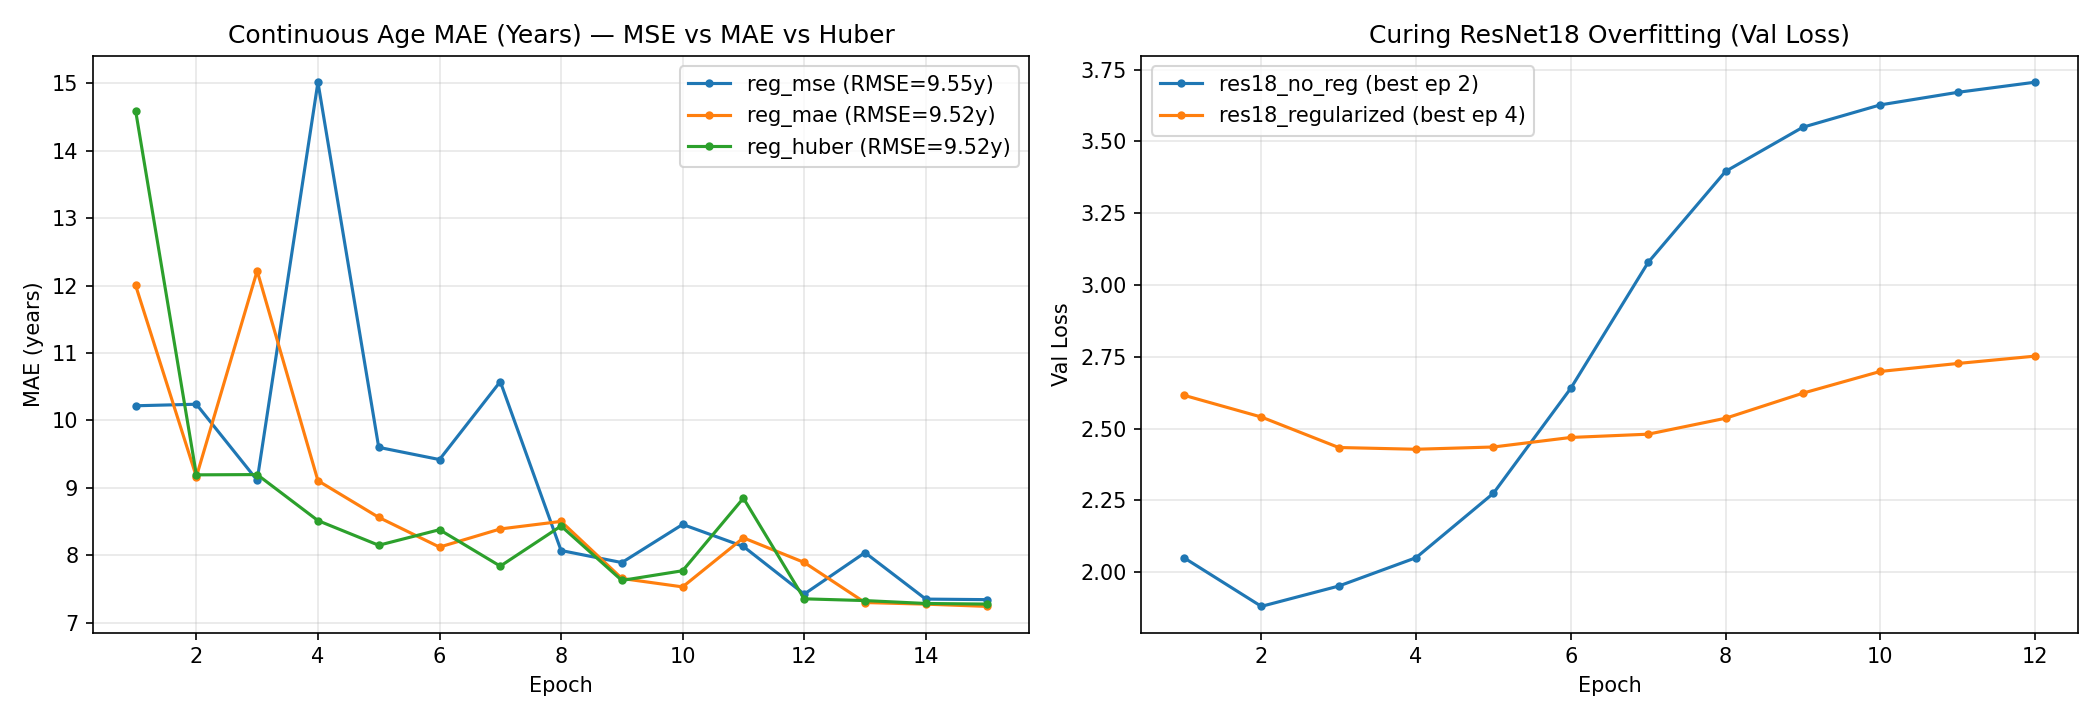 Continuous Age MAE (Years) — MSE vs MAE vs Huber
reg_mse (RMSE=9.55y)
reg_mae (RMSE=9.52y)
reg_huber (RMSE=9.52y)
MAE (years)
15
14
13
12
11
10
9
8
7
2 4 6 8 10 12 14
Epoch
Curing ResNet18 Overfitting (Val Loss)
res18_no_reg (best ep 2)
res18_regularized (best ep 4)
Val Loss
3.75
3.50
3.25
3.00
2.75
2.50
2.25
2.00
2 4 6 8 10 12
Epoch